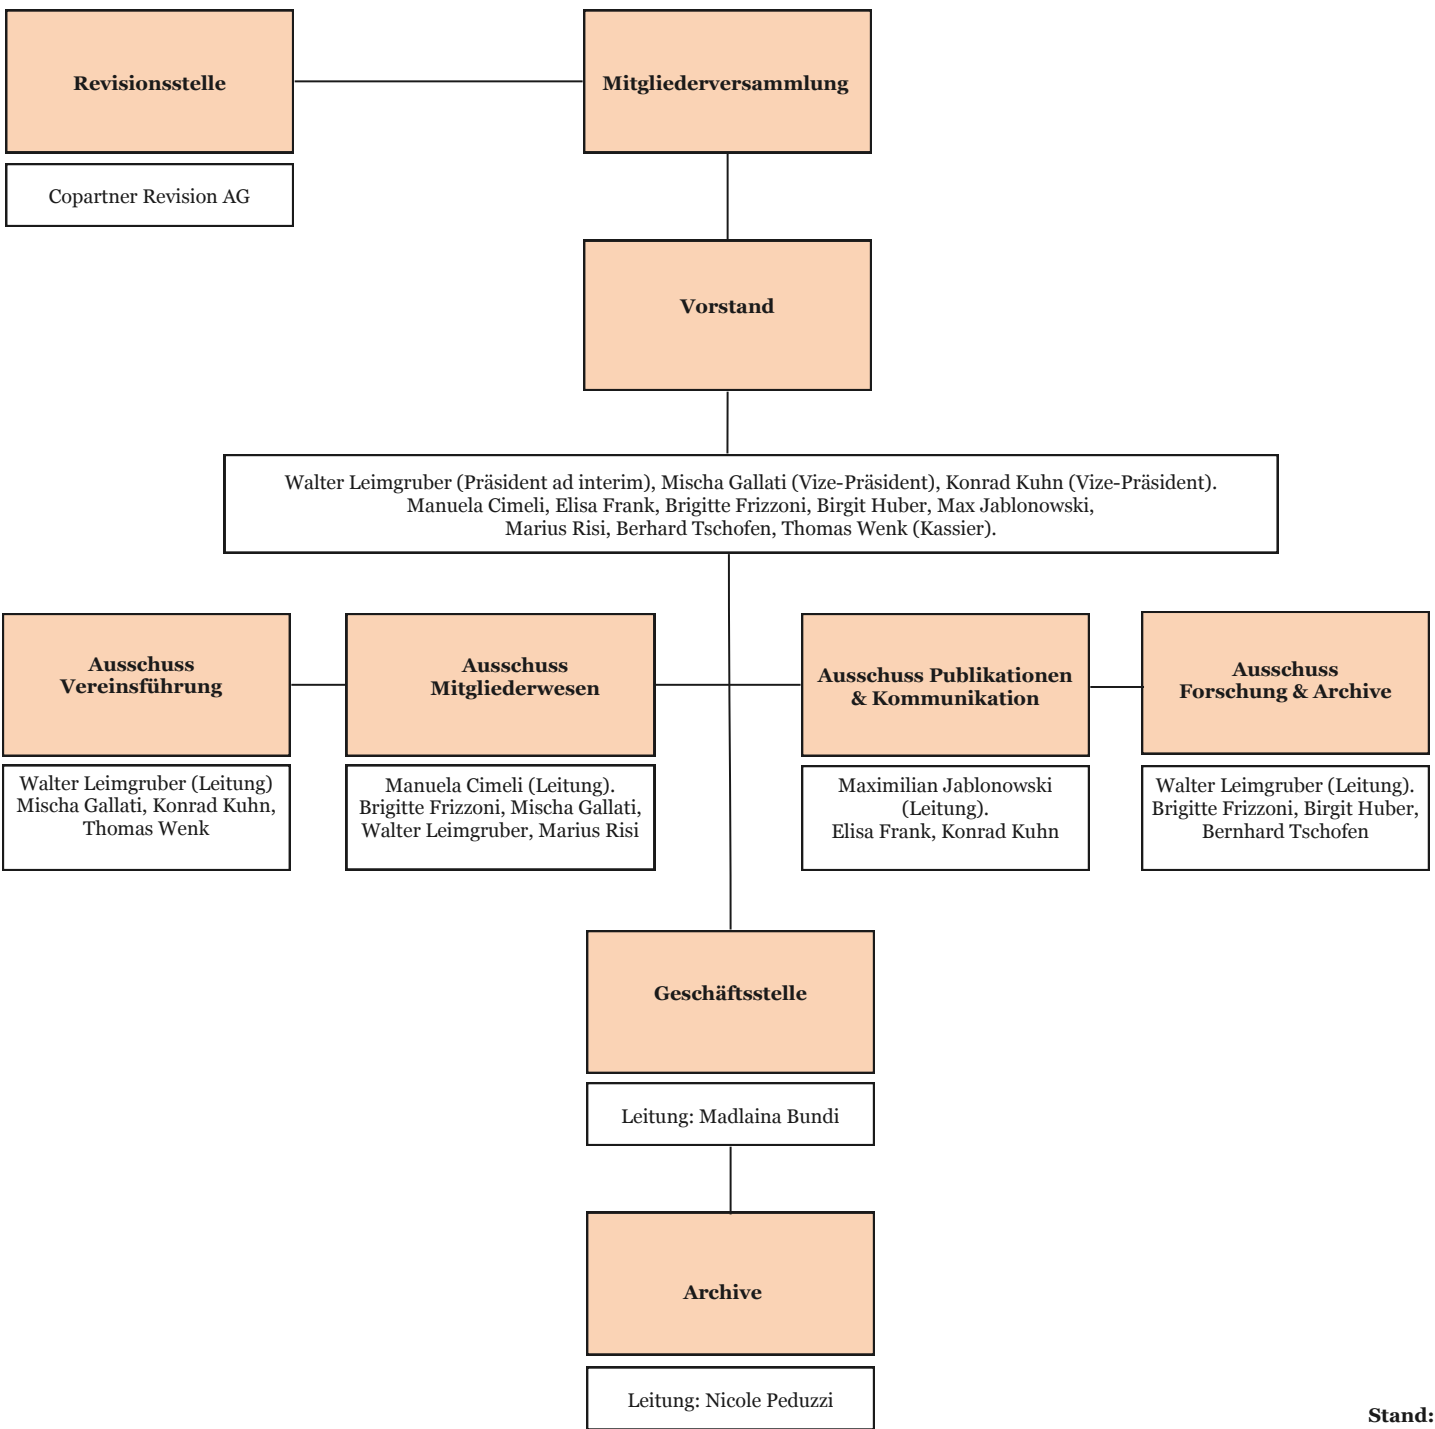 Revisionsstelle
Mitgliederversammlung
Copartner Revision AG
Vorstand
Walter Leimgruber (Präsident ad interim), Mischa Gallati (Vize-Präsident), Konrad Kuhn (Vize-Präsident).
Manuela Cimeli, Elisa Frank, Brigitte Frizzoni, Birgit Huber, Max Jablonowski,
Marius Risi, Berhard Tschofen, Thomas Wenk (Kassier).
Ausschuss
Vereinsführung
Walter Leimgruber (Leitung)
Mischa Gallati, Konrad Kuhn,
Thomas Wenk
Ausschuss
Mitgliederwesen
Manuela Cimeli (Leitung).
Brigitte Frizzoni, Mischa Gallati,
Walter Leimgruber, Marius Risi
Ausschuss Publikationen
& Kommunikation
Maximilian Jablonowski
(Leitung).
Elisa Frank, Konrad Kuhn
Ausschuss
Forschung & Archive
Walter Leimgruber (Leitung).
Brigitte Frizzoni, Birgit Huber,
Bernhard Tschofen
Geschäftsstelle
Leitung: Madlaina Bundi
Archive
Leitung: Nicole Peduzzi
Stand: